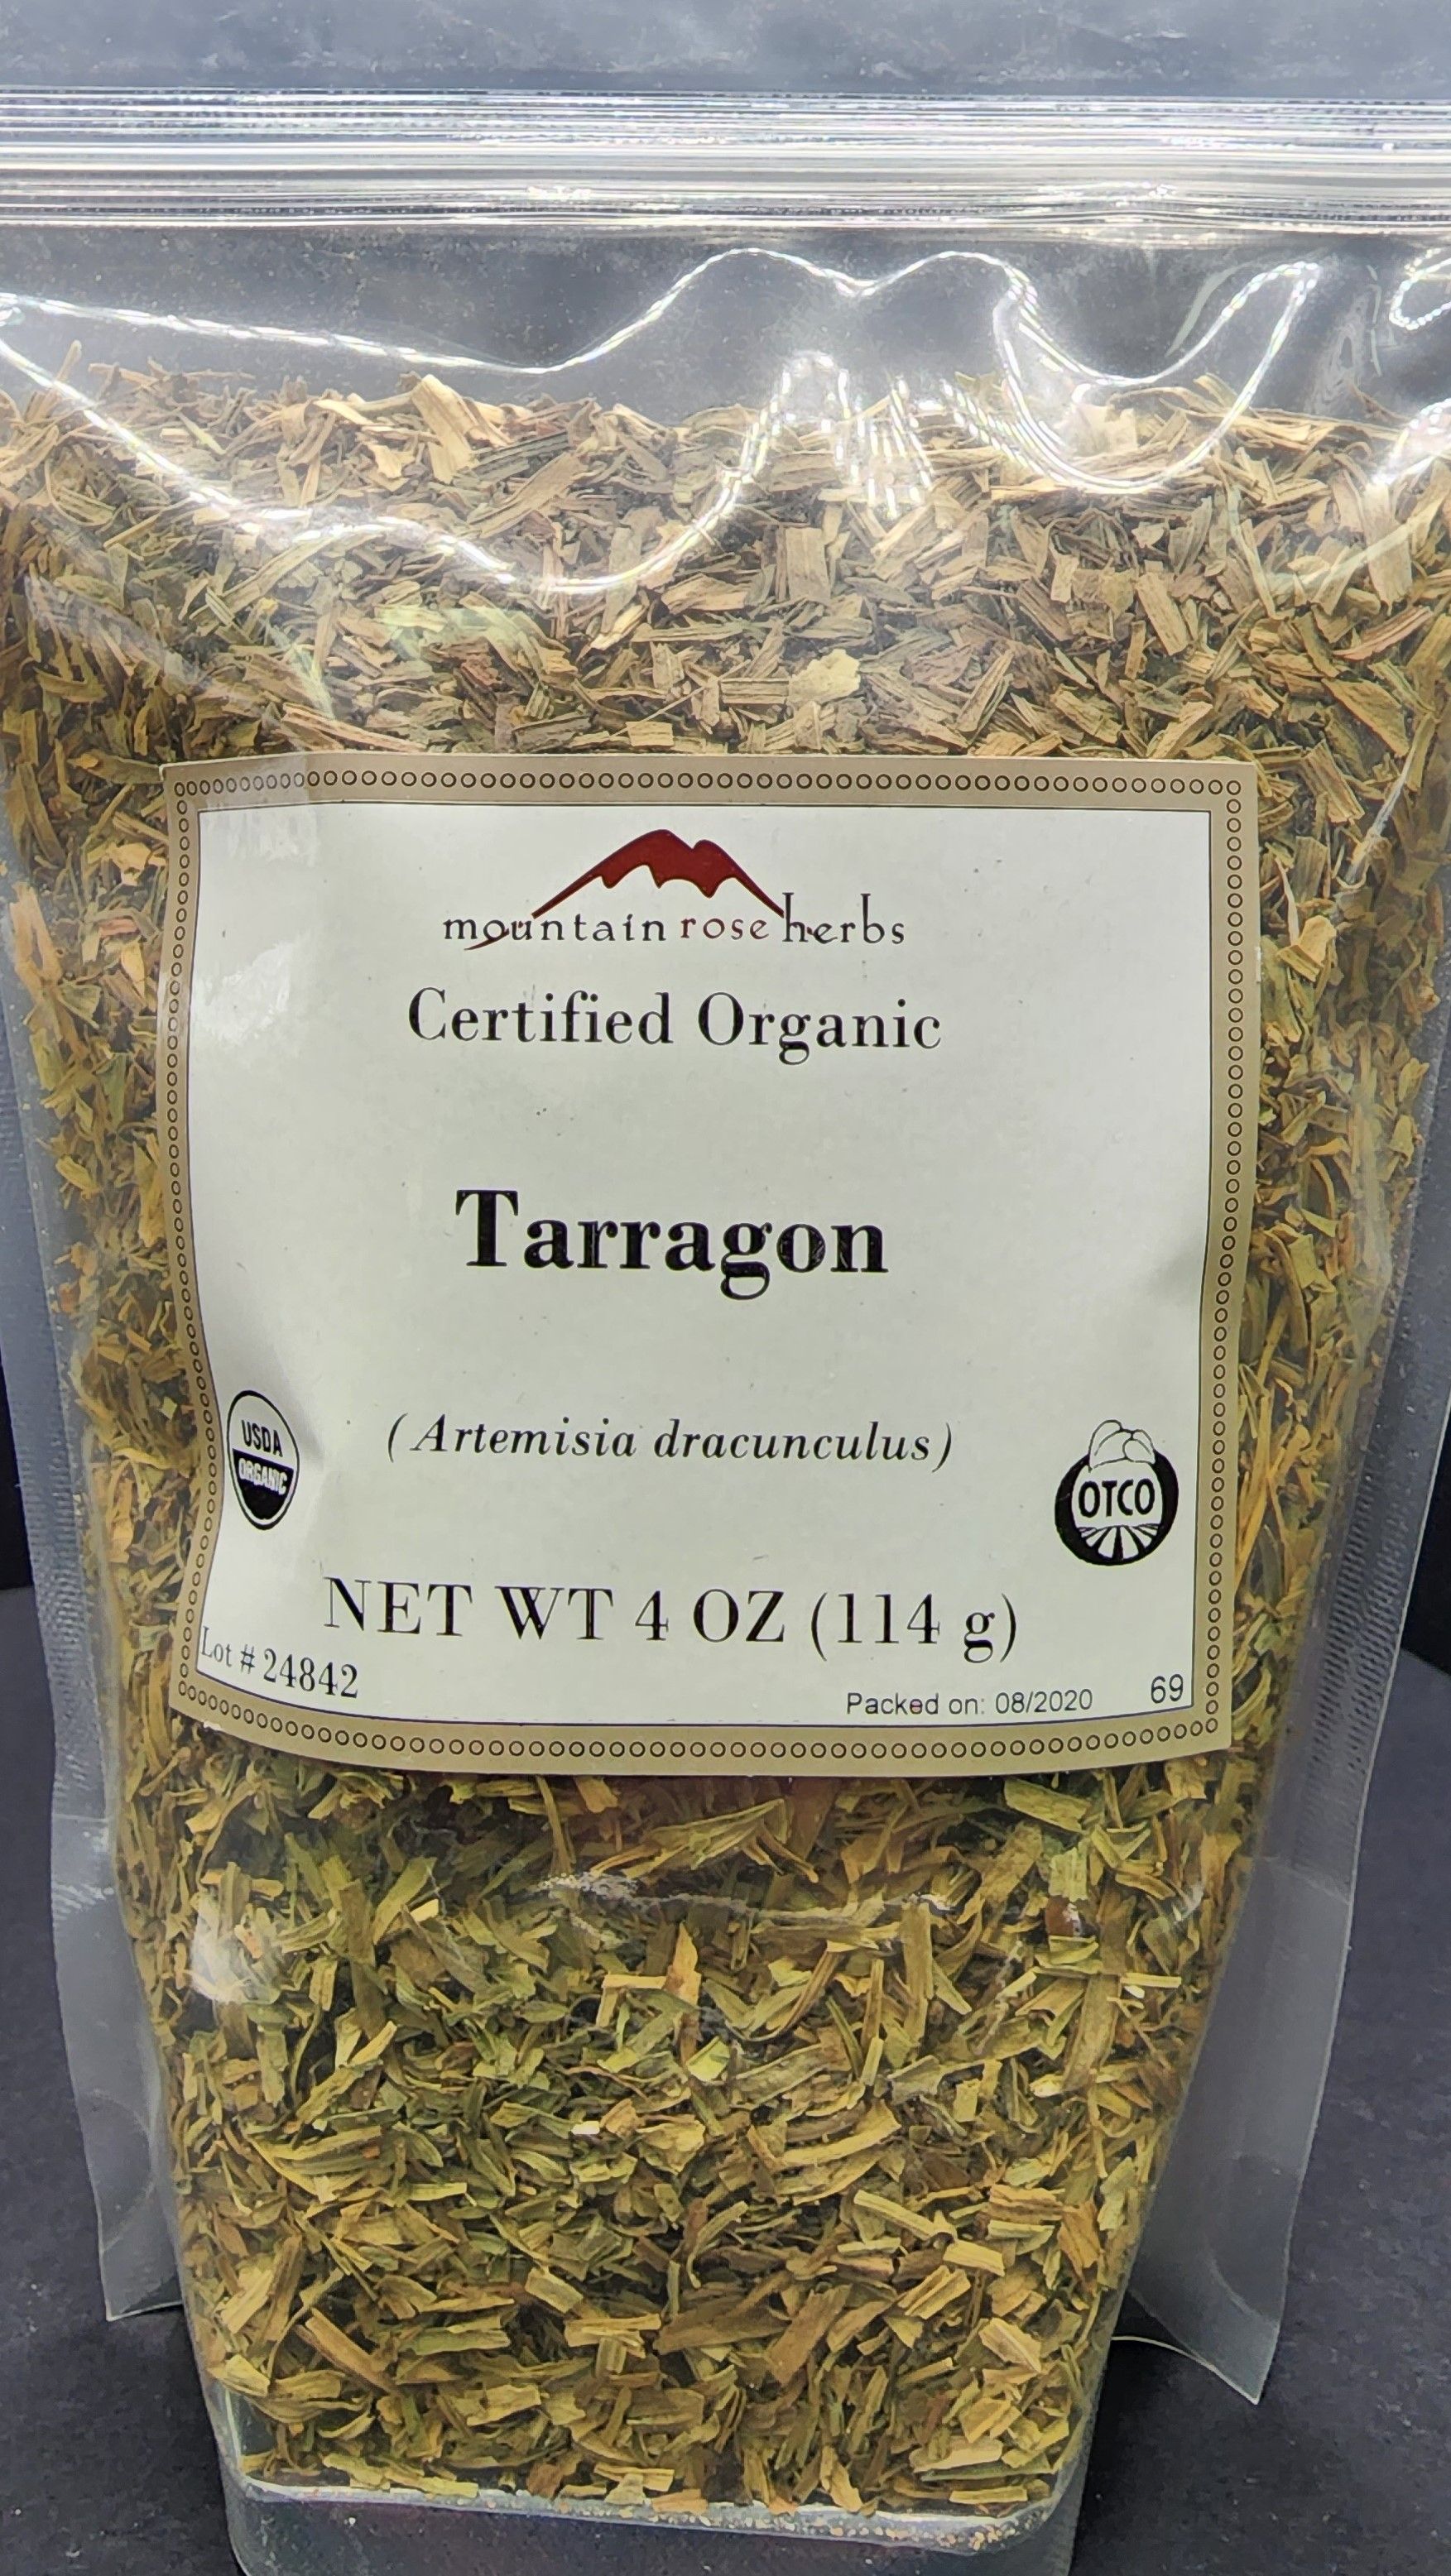 mountain rose herbs
Certified Organic
Tarragon
(Artemisia dracunculus)
USDA
ORGANIC
OTCO
NET WT 4 OZ (114 g)
Lot # 24842
Packed on: 08/2020
69